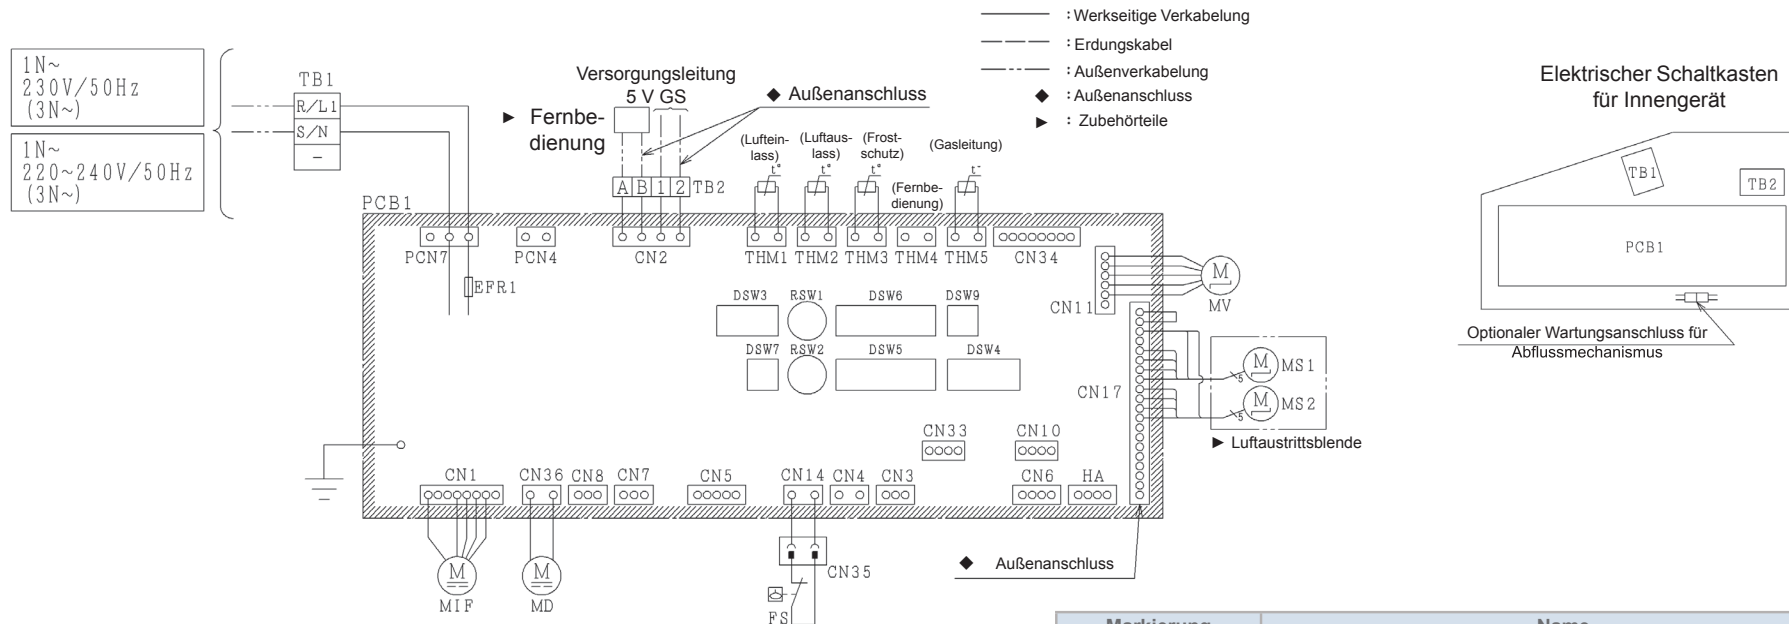 : Werkseitige Verkabelung
: Erdungskabel
: Außenverkabelung
◆ : Außenanschluss
► : Zubehörteile
1N~
230V/50Hz
(3N~)
1N~
220~240V/50Hz
(3N~)
TB1
R/L1
S/N
-
Versorgungsleitung
5 V GS
◆ Außenanschluss
► Fernbe-
dienung
A B 1 2 TB2
(Luftein-
lass)
t°
(Luftaus-
lass)
t°
(Frost-
schutz)
t°
(Fernbe-
dienung)
(Gasleitung)
t°
Elektrischer Schaltkasten
für Innengerät
TB1
TB2
PCB1
Optionaler Wartungsanschluss für
Abflussmechanismus
PCB1
PCN7 PCN4 CN2 THM1 THM2 THM3 THM4 THM5 CN34
EFR1
CN11
M
MV
DSW3 RSW1 DSW6 DSW9
DSW7 RSW2 DSW5 DSW4
CN17
5
M MS1
5
M MS2
► Luftaustrittsblende
CN33 CN10
CN1 CN36 CN8 CN7 CN5 CN14 CN4 CN3 CN6 HA
M
MIF
M
MD
CN35
FS
◆ Außenanschluss